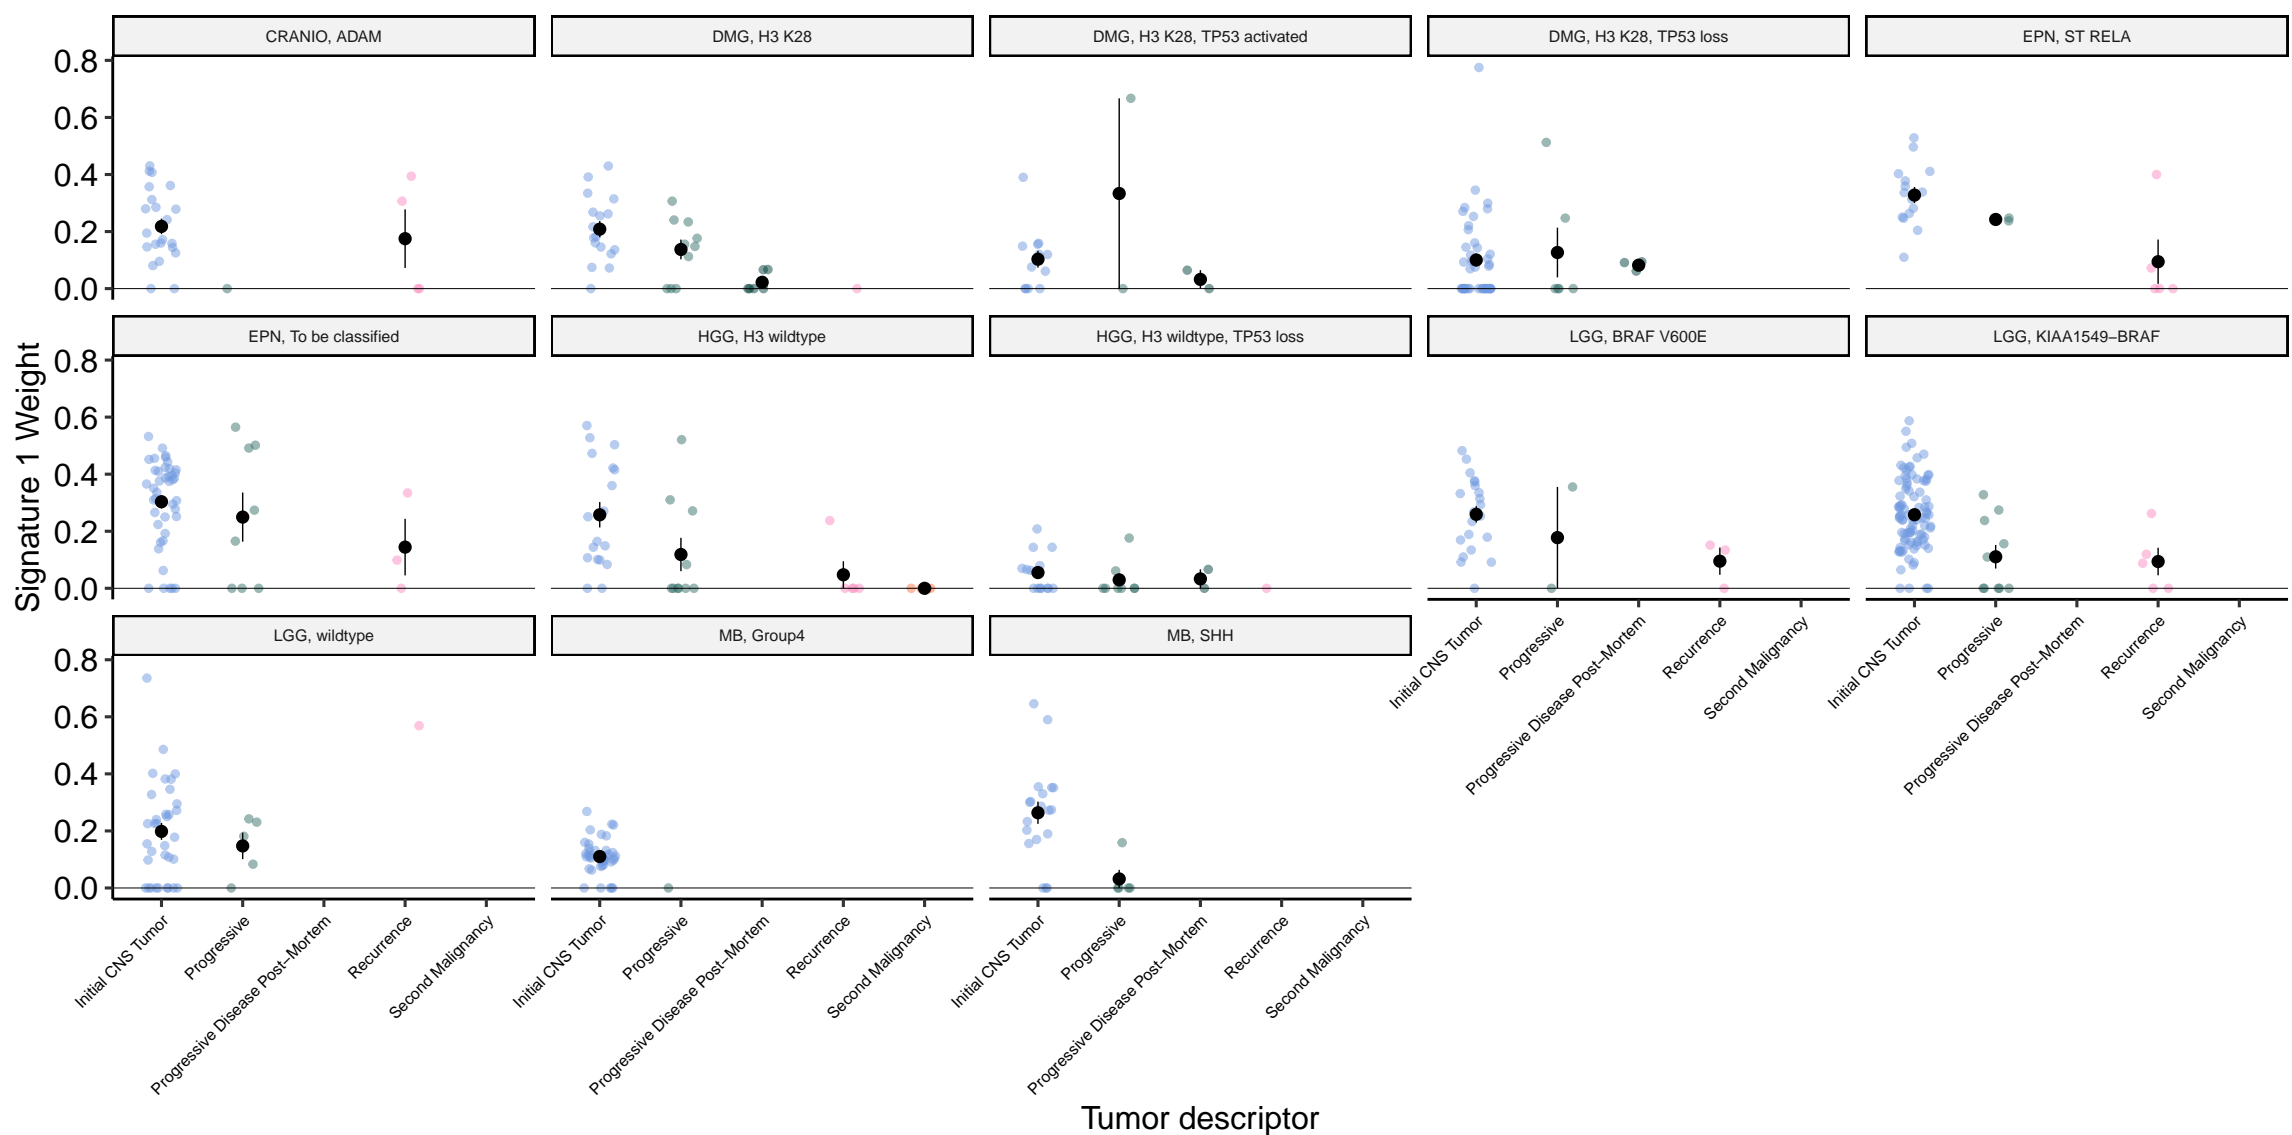 CRANIO, ADAM
DMG, H3 K28
DMG, H3 K28, TP53 activated
DMG, H3 K28, TP53 loss
EPN, ST RELA
0.8
0.6
0.4
0.2
0.0
EPN, To be classified
HGG, H3 wildtype
HGG, H3 wildtype, TP53 loss
LGG, BRAF V600E
LGG, KIAA1549–BRAF
0.8
0.6
0.4
0.2
0.0
Signature 1 Weight
Initial CNS Tumor
Progressive
Progressive Disease Post–Mortem
Recurrence
Second Malignancy
Initial CNS Tumor
Progressive
Progressive Disease Post–Mortem
Recurrence
Second Malignancy
LGG, wildtype
MB, Group4
MB, SHH
0.8
0.6
0.4
0.2
0.0
Initial CNS Tumor
Progressive
Progressive Disease Post–Mortem
Recurrence
Second Malignancy
Initial CNS Tumor
Progressive
Progressive Disease Post–Mortem
Recurrence
Second Malignancy
Initial CNS Tumor
Progressive
Progressive Disease Post–Mortem
Recurrence
Second Malignancy
Tumor descriptor